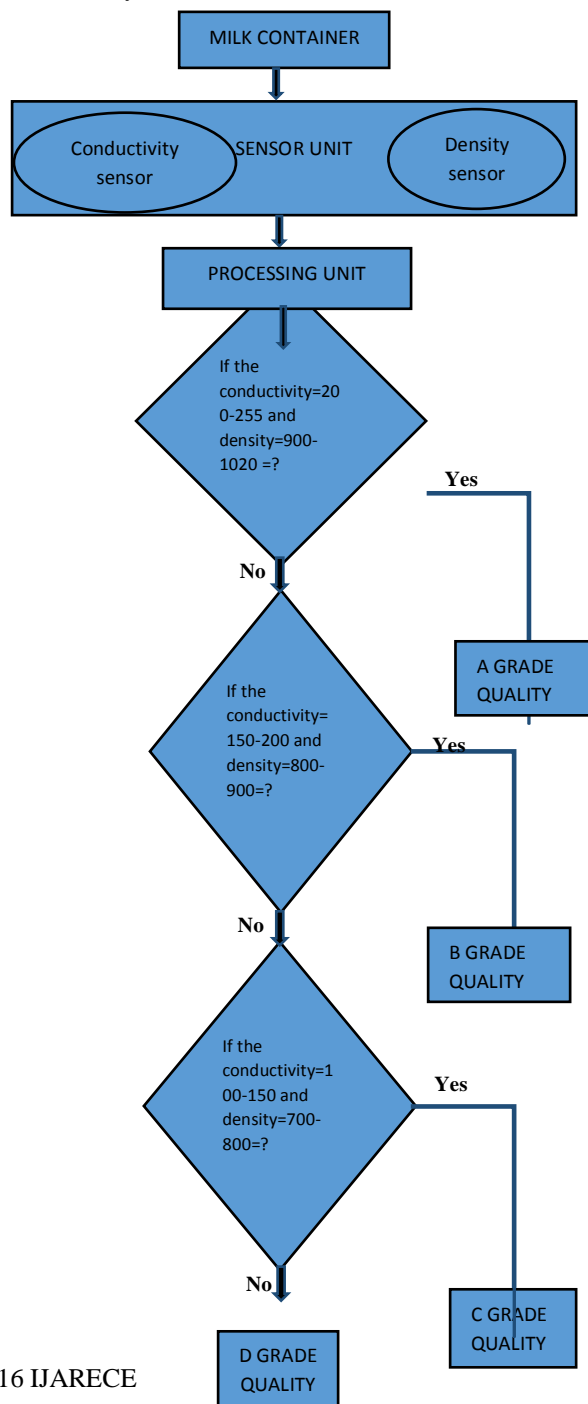 MILK CONTAINER
SENSOR UNIT
Conductivity
sensor
Density
sensor
PROCESSING UNIT
If the
conductivity=20
0-255 and
density=900-
1020 =?
Yes
No
A GRADE
QUALITY
If the
conductivity=
150-200 and
density=800-
900=?
Yes
No
B GRADE
QUALITY
If the
conductivity=1
00-150 and
density=700-
800=?
Yes
No
C GRADE
QUALITY
D GRADE
QUALITY
16 IJARECE